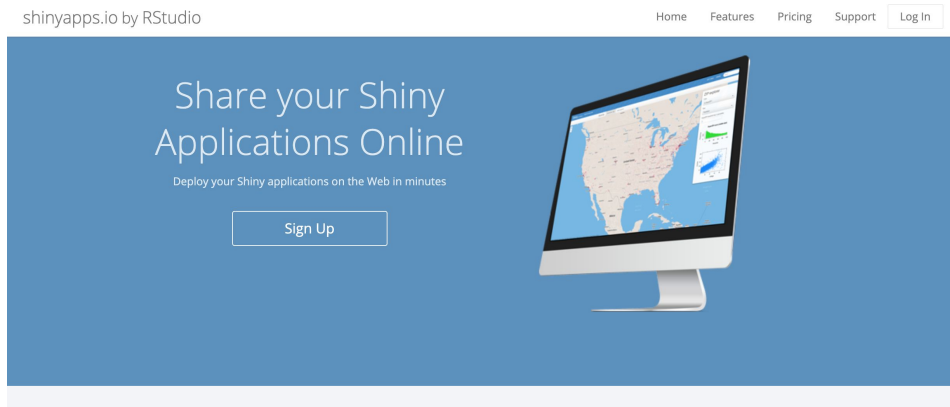 shinyapps.io by RStudio
Home Features Pricing Support Log In
Share your Shiny
Applications Online
Deploy your Shiny applications on the Web in minutes
Sign Up